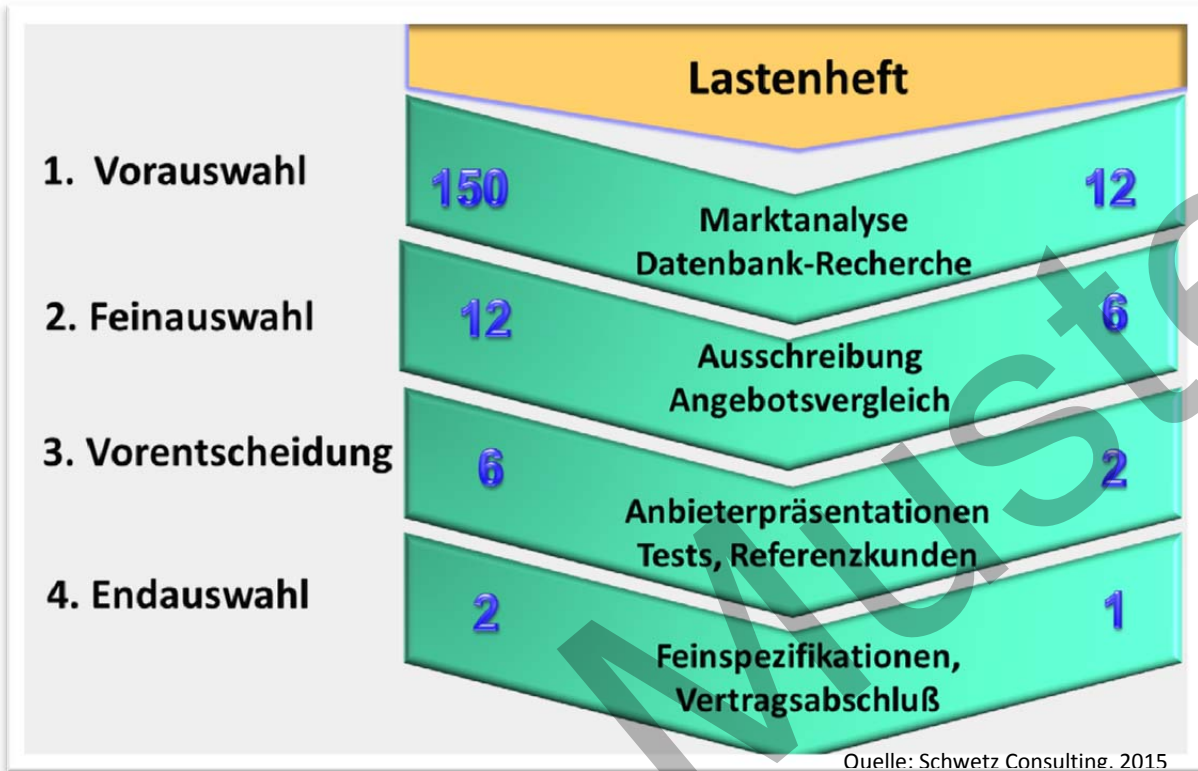 Lastenheft
1. Vorauswahl
150
12
Marktanalyse
Datenbank-Recherche
2. Feinauswahl
12
6
Ausschreibung
Angebotsvergleich
3. Vorentscheidung
6
2
Anbieterpräsentationen
Tests, Referenzkunden
4. Endauswahl
2
1
Feinspezifikationen,
Vertragsabschluß
Quelle: Schwetz Consulting, 2015